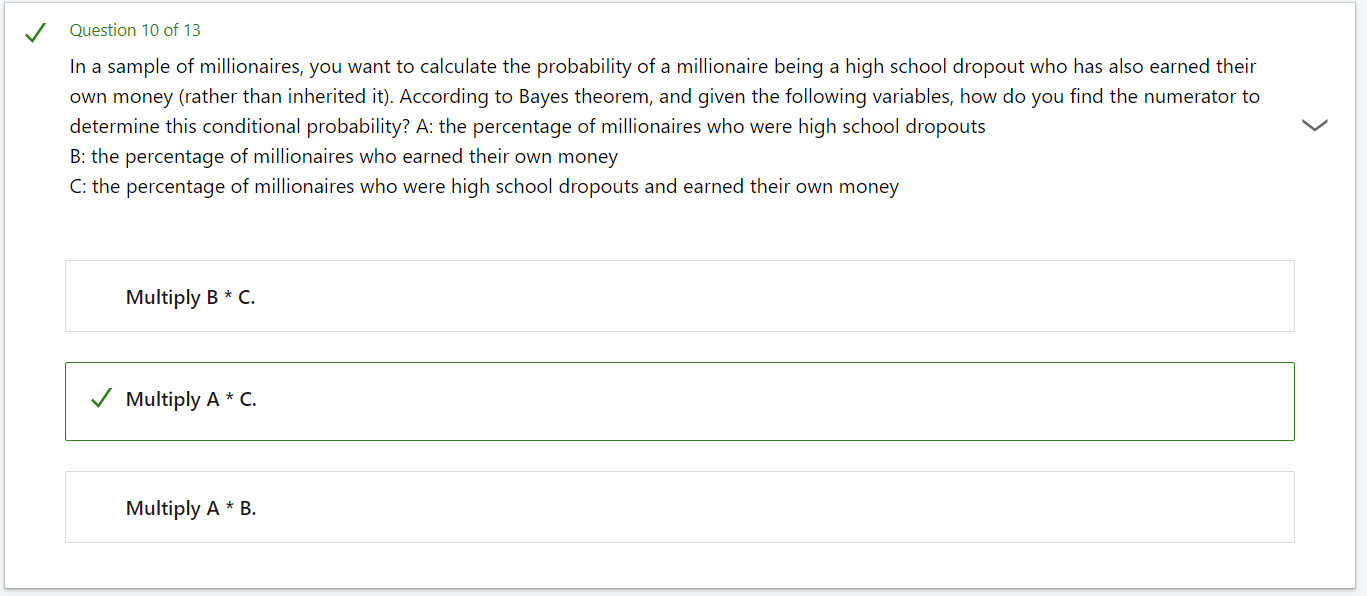 Question 10 of 13
In a sample of millionaires, you want to calculate the probability of a millionaire being a high school dropout who has also earned their
own money (rather than inherited it). According to Bayes theorem, and given the following variables, how do you find the numerator to
determine this conditional probability? A: the percentage of millionaires who were high school dropouts
B: the percentage of millionaires who earned their own money
C: the percentage of millionaires who were high school dropouts and earned their own money
Multiply B * C.
Multiply A * C.
Multiply A * B.